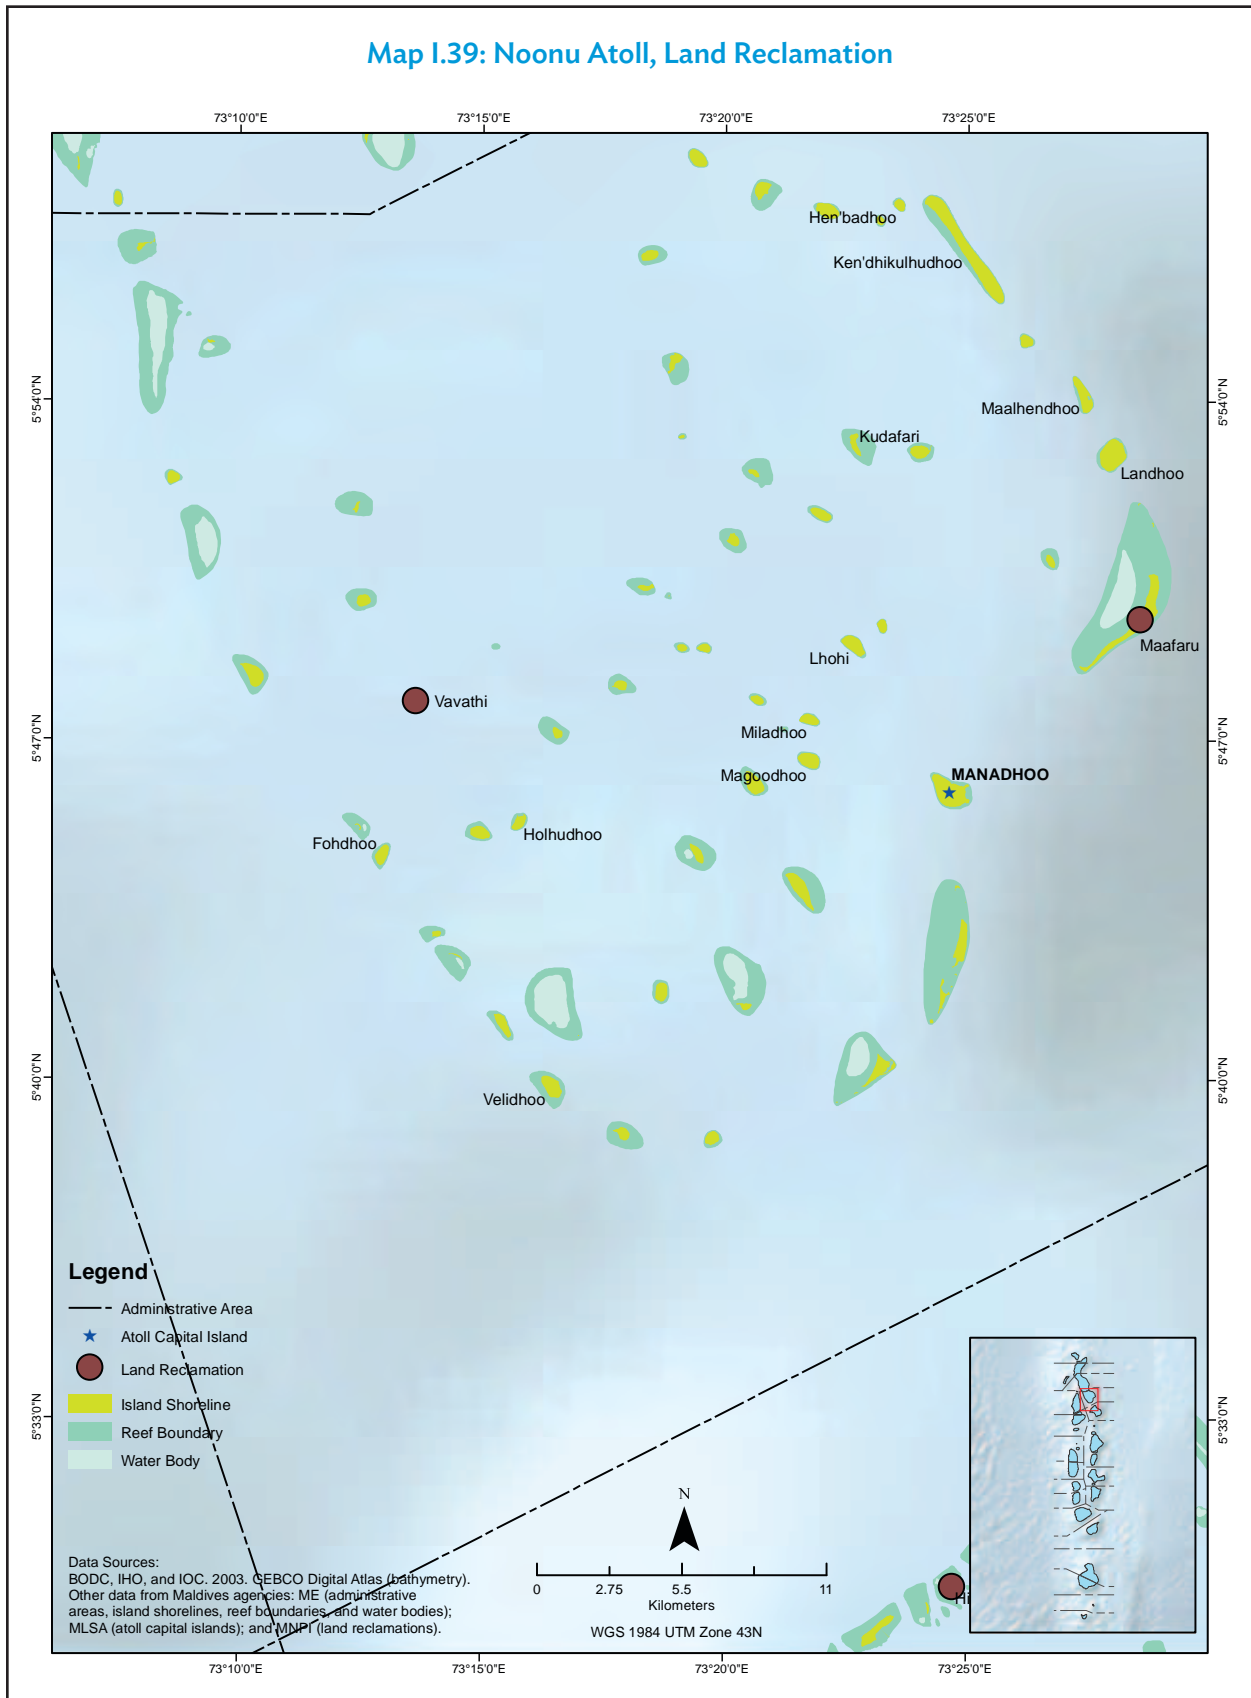 Map I.39: Noonu Atoll, Land Reclamation
73°10'0"E
73°15'0"E
73°20'0"E
73°25'0"E
Hen'badhoo
Ken'dhikulhudhoo
5°54'0"N
5°54'0"N
Maalhendhoo
Kudafari
Landhoo
Maafaru
Lhohi
Vavathi
Miladhoo
5°47'0"N
5°47'0"N
Magoodhoo
MANADHOO
Holhudhoo
Fohdhoo
5°40'0"N
5°40'0"N
Velidhoo
Legend
Administrative Area
Atoll Capital Island
Land Reclamation
Island Shoreline
Reef Boundary
Water Body
5°33'0"N
5°33'0"N
N
0
2.75
5.5
11
Kilometers
WGS 1984 UTM Zone 43N
Data Sources:
BODC, IHO, and IOC. 2003. GEBCO Digital Atlas (bathymetry).
Other data from Maldives agencies: ME (administrative
areas, island shorelines, reef boundaries, and water bodies);
MLSA (atoll capital islands); and MNPI (land reclamations).
Hi
73°10'0"E
73°15'0"E
73°20'0"E
73°25'0"E